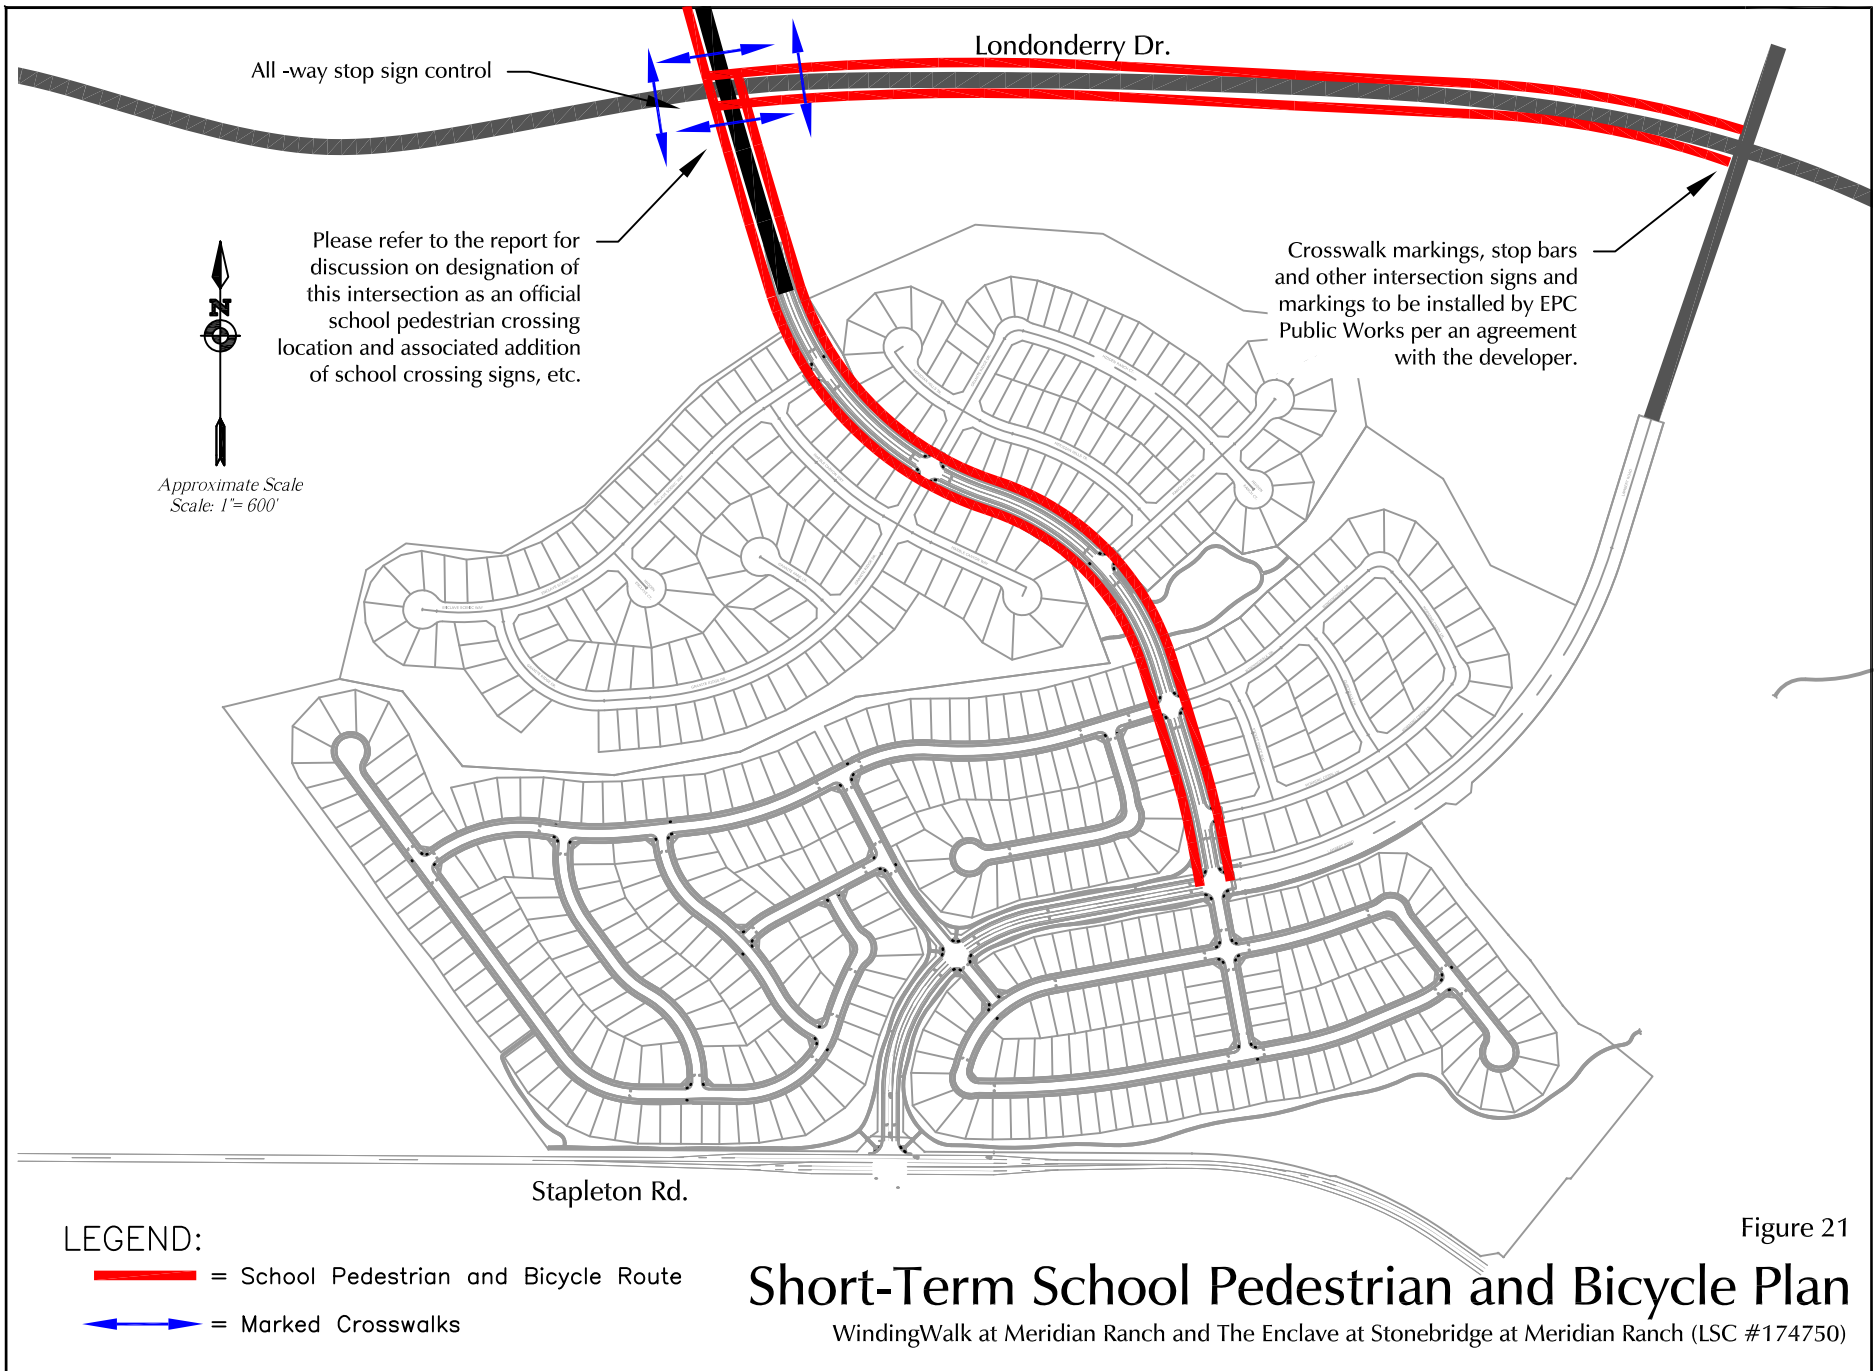 Londonderry Dr.
All -way stop sign control
Please refer to the report for
discussion on designation of
this intersection as an official
school pedestrian crossing
location and associated addition
of school crossing signs, etc.
Crosswalk markings, stop bars
and other intersection signs and
markings to be installed by EPC
Public Works per an agreement
with the developer.
N
Approximate Scale
Scale: 1"= 600'
Stapleton Rd.
LEGEND:
= School Pedestrian and Bicycle Route
= Marked Crosswalks
Figure 21
Short-Term School Pedestrian and Bicycle Plan
WindingWalk at Meridian Ranch and The Enclave at Stonebridge at Meridian Ranch (LSC #174750)